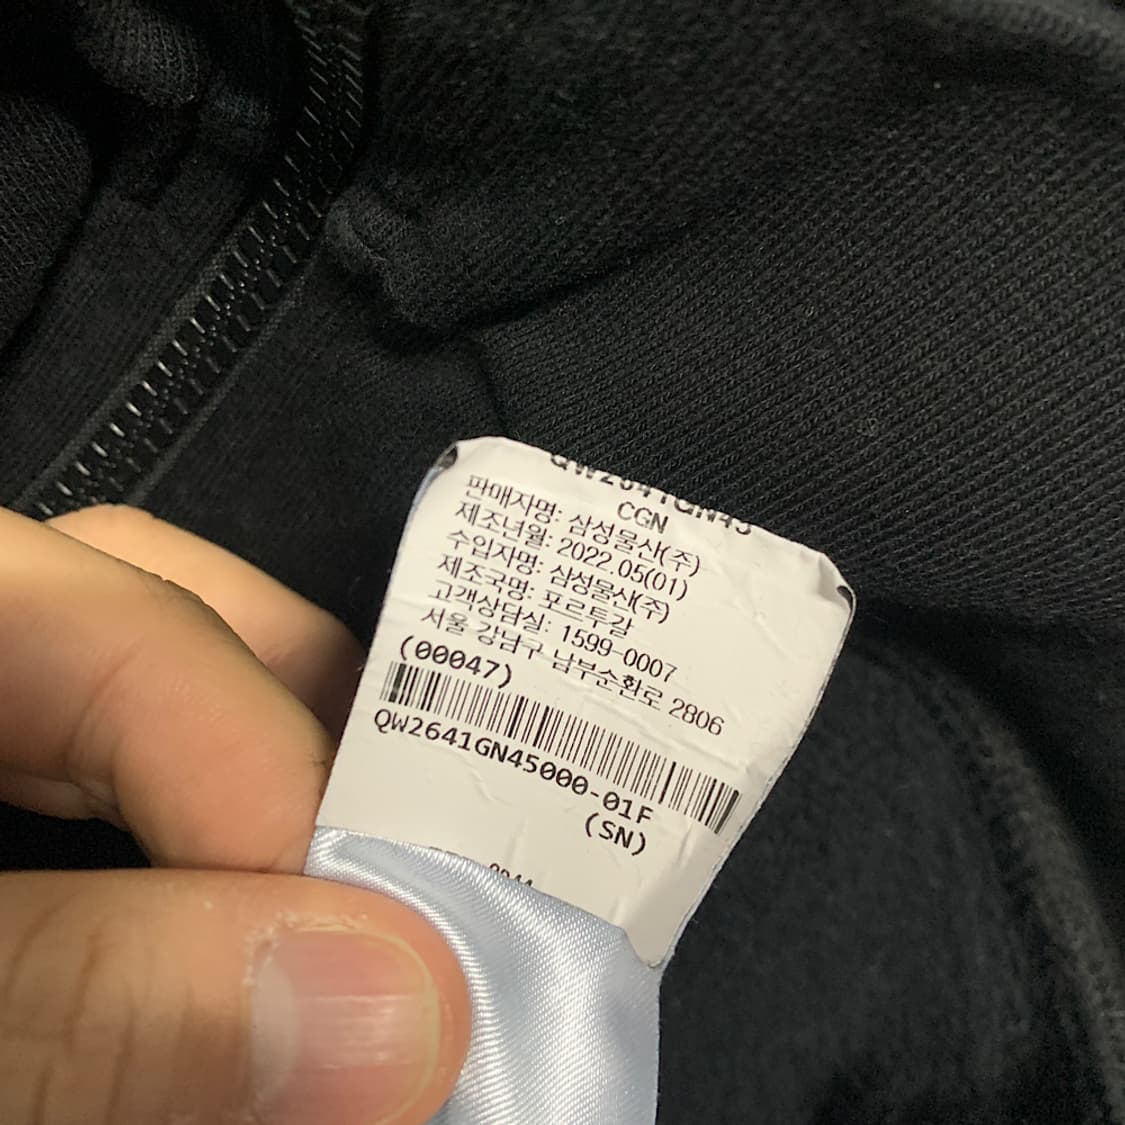 QW2641GN45
CGN
판매자명: 삼성물산(주)
제조년월: 2022.05(01)
수입자명: 삼성물산(주)
제조국명: 포르투갈
고객상담실: 1599-0007
서울 강남구 남부순환로 2806
(00047)
QW2641GN45000-01F
(SN)